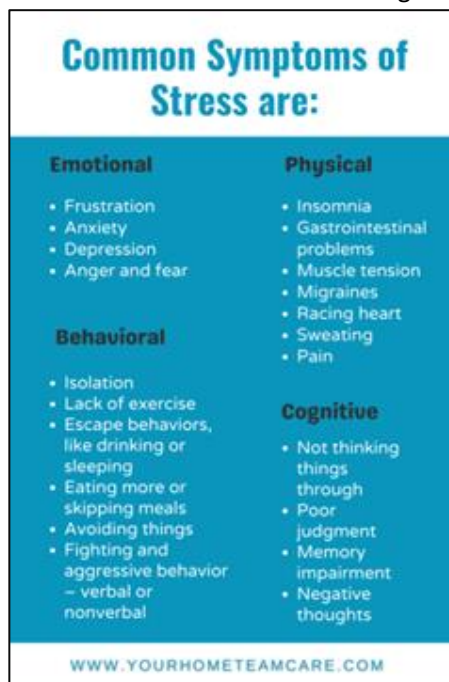 Common Symptoms of
Stress are:
Emotional
• Frustration
• Anxiety
• Depression
• Anger and fear
Behavioral
• Isolation
• Lack of exercise
• Escape behaviors,
like drinking or
sleeping
• Eating more or
skipping meals
• Avoiding things
• Fighting and
aggressive behavior
– verbal or
nonverbal
Physical
• Insomnia
• Gastrointestinal
problems
• Muscle tension
• Migraines
• Racing heart
• Sweating
• Pain
Cognitive
• Not thinking
things
through
• Poor
judgment
• Memory
impairment
• Negative
thoughts
WWW.YOURHOMETEAMCARE.COM